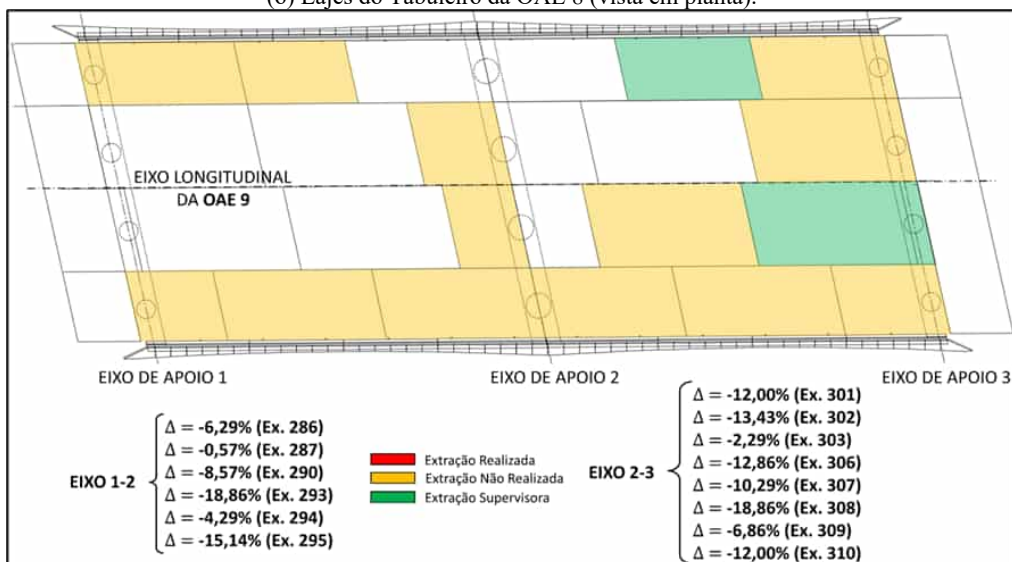 (b) Lajes do Tabuleiro da OAE 8 (vista em planta).
EIXO LONGITUDINAL
DA OAE 9
EIXO DE APOIO 1
EIXO DE APOIO 2
EIXO DE APOIO 3
EIXO 1-2
Δ = -6,29% (Ex. 286)
Δ = -0,57% (Ex. 287)
Δ = -8,57% (Ex. 290)
Δ = -18,86% (Ex. 293)
Δ = -4,29% (Ex. 294)
Δ = -15,14% (Ex. 295)
Extração Realizada
Extração Não Realizada
Extração Supervisora
EIXO 2-3
Δ = -12,00% (Ex. 301)
Δ = -13,43% (Ex. 302)
Δ = -2,29% (Ex. 303)
Δ = -12,86% (Ex. 306)
Δ = -10,29% (Ex. 307)
Δ = -18,86% (Ex. 308)
Δ = -6,86% (Ex. 309)
Δ = -12,00% (Ex. 310)